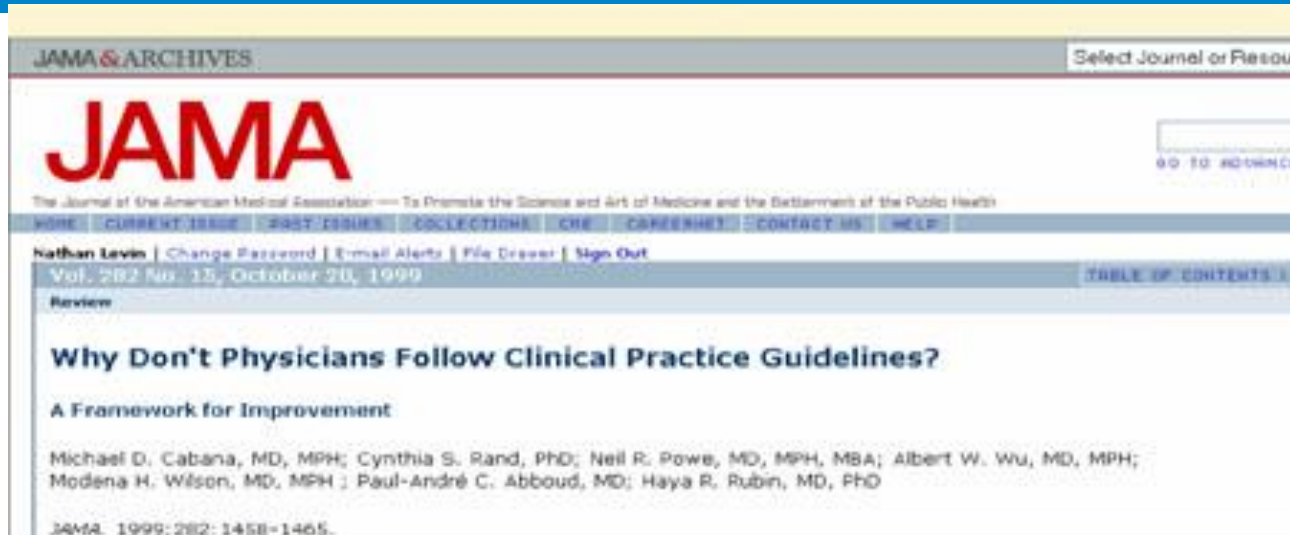 JAMA & ARCHIVES
Select Journal or Resou
JAMA
GO TO ADVANC
The Journal of the American Medical Association — To Promote the Science and Art of Medicine and the Betterment of the Public Health
HOME CURRENT ISSUE PAST ISSUES COLLECTIONS CME CAREERNET CONTACT US HELP
Nathan Levin | Change Password | E-mail Alerts | File Drawer | Sign Out
Vol. 282 No. 15, October 20, 1999
TABLE OF CONTENTS
Review
Why Don't Physicians Follow Clinical Practice Guidelines?
A Framework for Improvement
Michael D. Cabana, MD, MPH; Cynthia S. Rand, PhD; Neil R. Powe, MD, MPH, MBA; Albert W. Wu, MD, MPH;
Modena H. Wilson, MD, MPH ; Paul-André C. Abboud, MD; Haya R. Rubin, MD, PhD
JAMA. 1999;282:1458-1465.